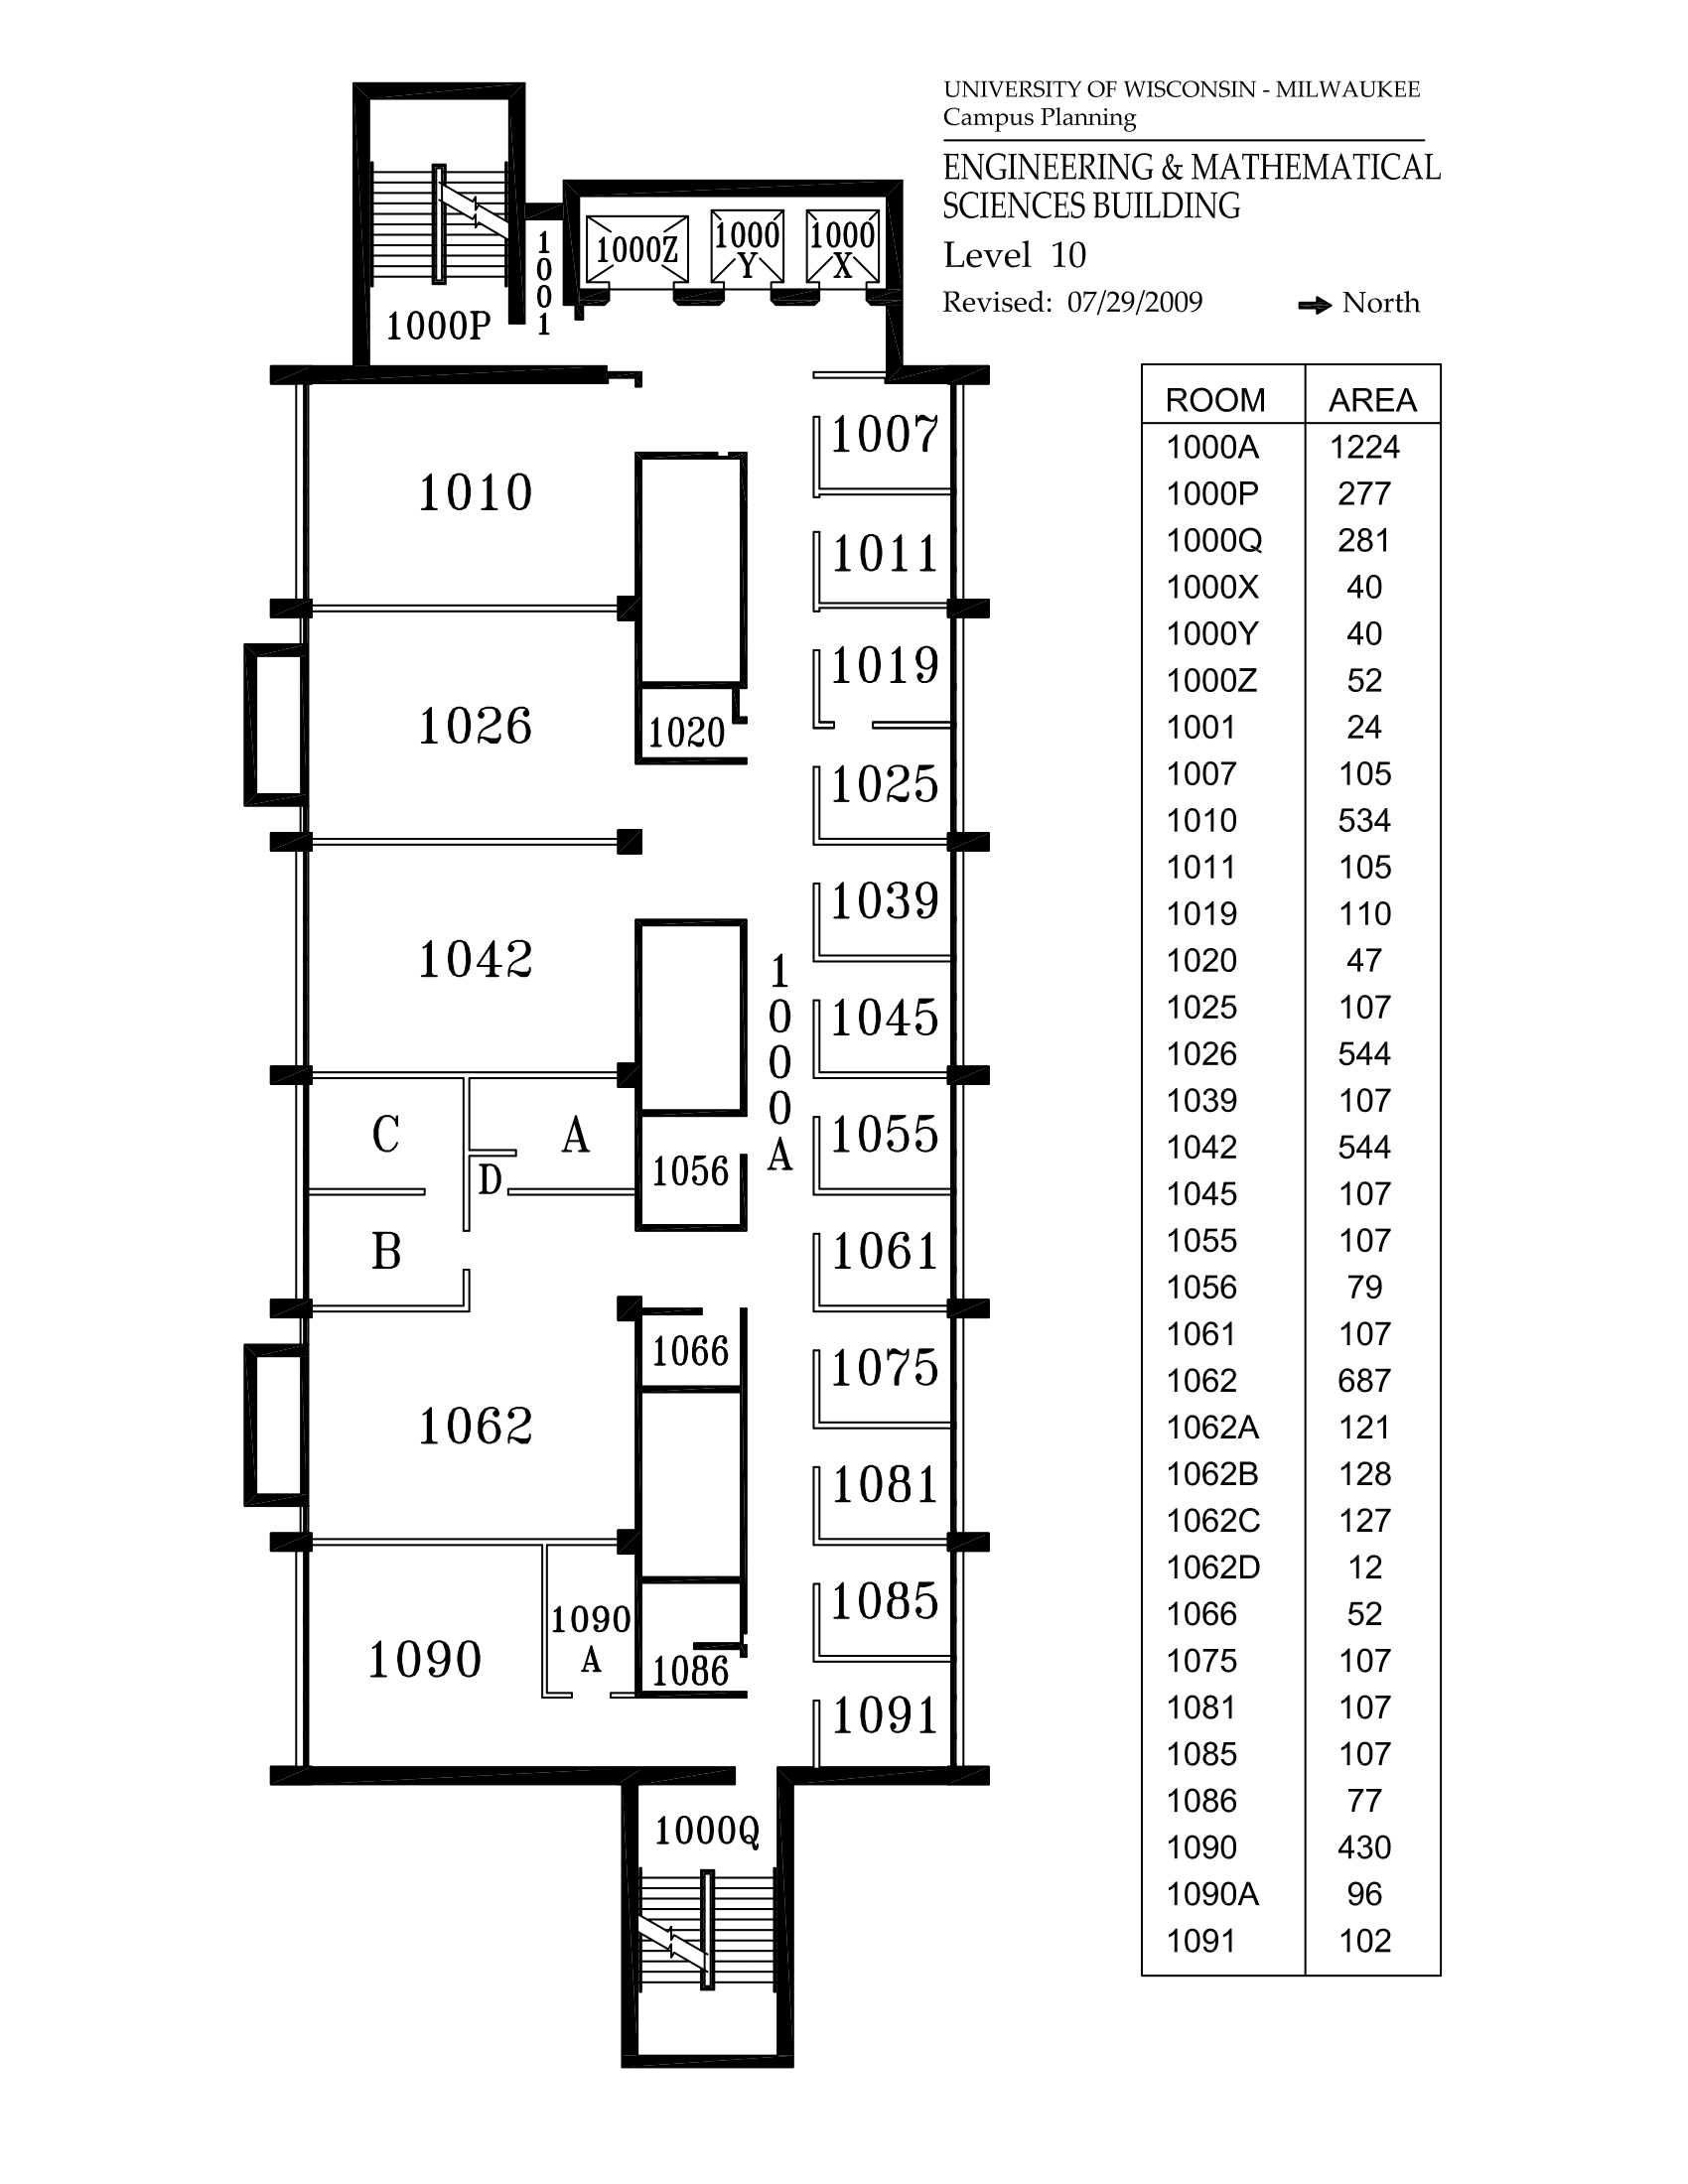 UNIVERSITY OF WISCONSIN - MILWAUKEE
Campus Planning
ENGINEERING & MATHEMATICAL
SCIENCES BUILDING
Level 10
Revised: 07/29/2009 North
1000Z
1000
Y
1000
X
1001
1000P
1007
1010
1011
1019
1026
1020
1025
1039
1042
1000A
1045
C
A
1055
D
1056
B
1061
1066
1075
1062
1081
1085
1090
A
1090
1086
1091
1000Q
ROOM AREA
1000A 1224
1000P 277
1000Q 281
1000X 40
1000Y 40
1000Z 52
1001 24
1007 105
1010 534
1011 105
1019 110
1020 47
1025 107
1026 544
1039 107
1042 544
1045 107
1055 107
1056 79
1061 107
1062 687
1062A 121
1062B 128
1062C 127
1062D 12
1066 52
1075 107
1081 107
1085 107
1086 77
1090 430
1090A 96
1091 102